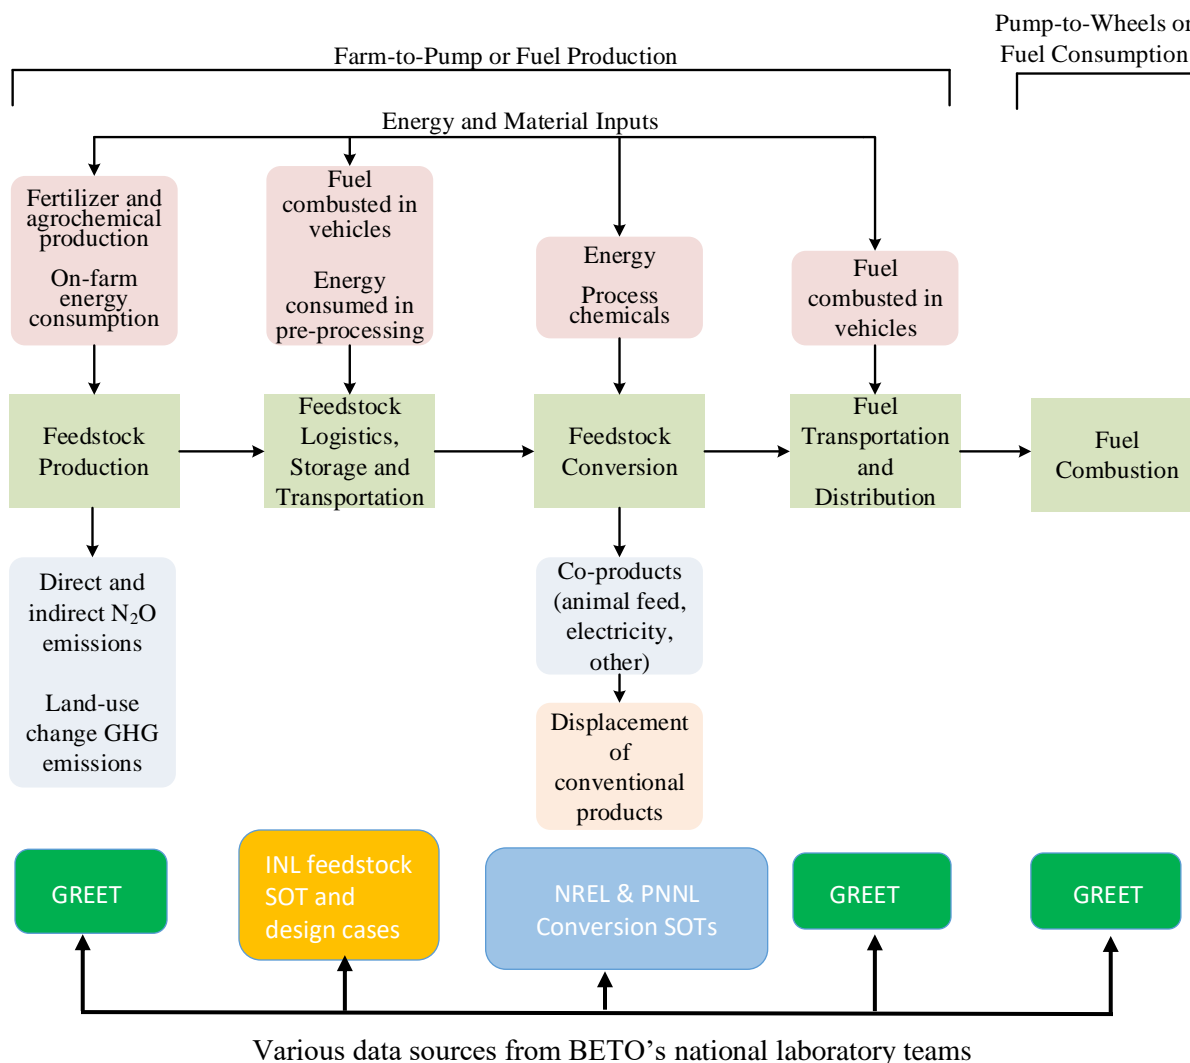 Pump-to-Wheels or
Fuel Consumption
Farm-to-Pump or Fuel Production
Energy and Material Inputs
Fertilizer and
agrochemical
production
On-farm
energy
consumption
Fuel
combusted in
vehicles
Energy
consumed in
pre-processing
Energy
Process
chemicals
Fuel
combusted in
vehicles
Feedstock
Production
Feedstock
Logistics,
Storage and
Transportation
Feedstock
Conversion
Fuel
Transportation
and
Distribution
Fuel
Combustion
Direct and
indirect N₂O
emissions
Land-use
change GHG
emissions
Co-products
(animal feed,
electricity,
other)
Displacement
of
conventional
products
GREET
INL feedstock
SOT and
design cases
NREL & PNNL
Conversion SOTs
GREET
GREET
Various data sources from BETO’s national laboratory teams